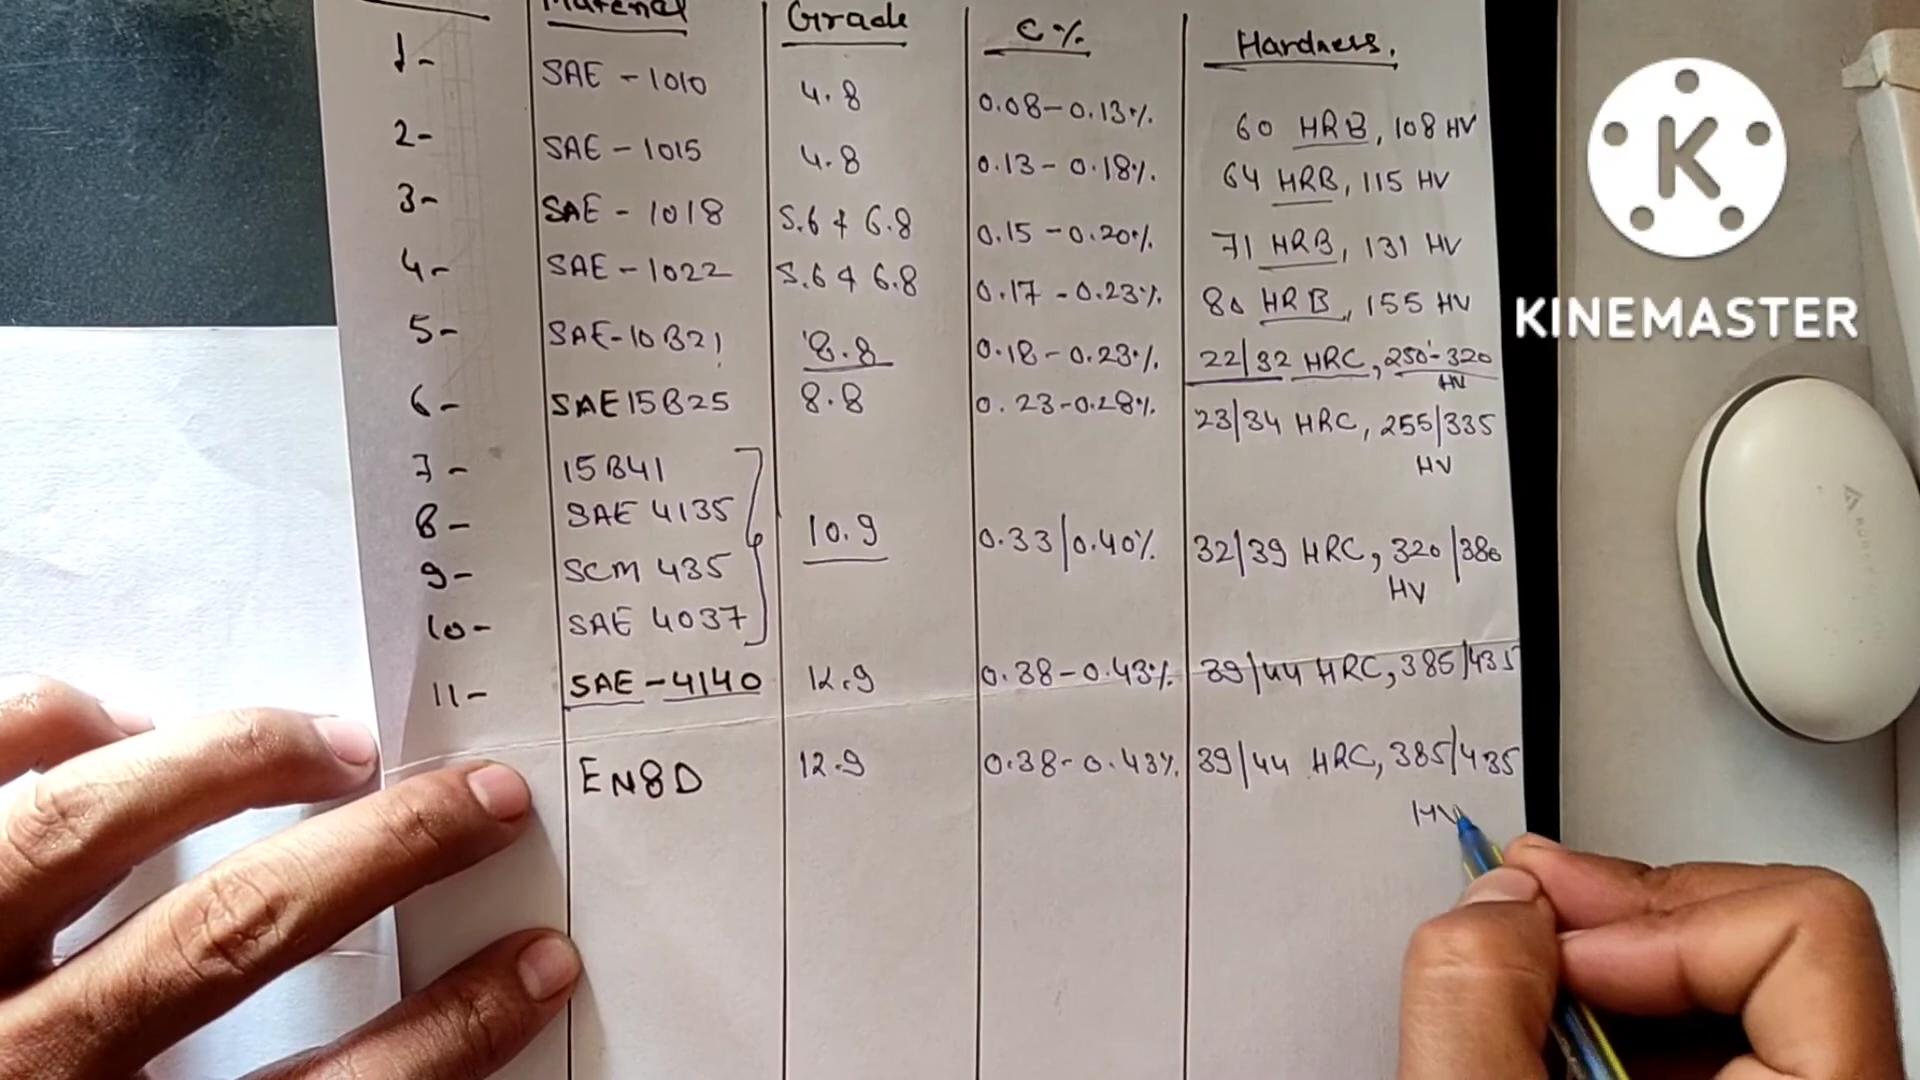 Material Grade C% Hardness.
1- SAE - 1010 4.8 0.08-0.13% 60 HRB, 108 HV
2- SAE - 1015 4.8 0.13-0.18% 64 HRB, 115 HV
3- SAE - 1018 5.6 & 6.8 0.15-0.20% 71 HRB, 131 HV
4- SAE - 1022 5.6 & 6.8 0.17-0.23% 80 HRB, 155 HV
5- SAE-10B21 8.8 0.18-0.23% 22/32 HRC, 250-320 HV
6- SAE15B25 8.8 0.23-0.28% 23/34 HRC, 255/335 HV
7- 15B41
8- SAE 4135
10.9 0.33/0.40% 32/39 HRC, 320/380 HV
9- SCM 435
10- SAE 4037
11- SAE-4140 12.9 0.38-0.43% 39/44 HRC, 385/435
EN8D 12.9 0.38-0.43% 39/44 HRC, 385/435 HV
K
KINEMASTER